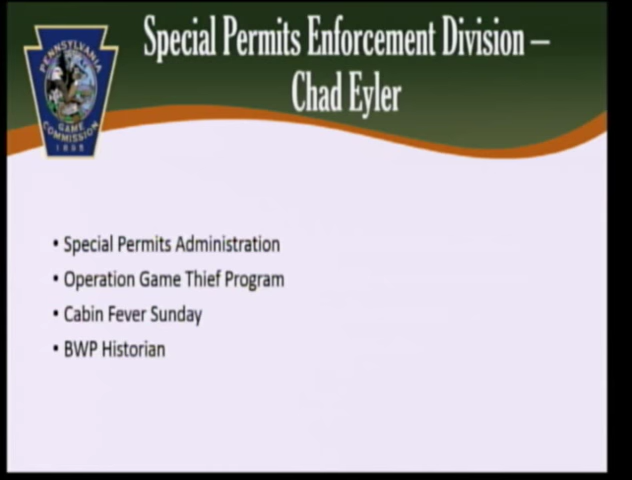 Special Permits Enforcement Division –
Chad Eyler
PENNSYLVANIA
GAME
COMMISSION
1895
• Special Permits Administration
• Operation Game Thief Program
• Cabin Fever Sunday
• BWP Historian